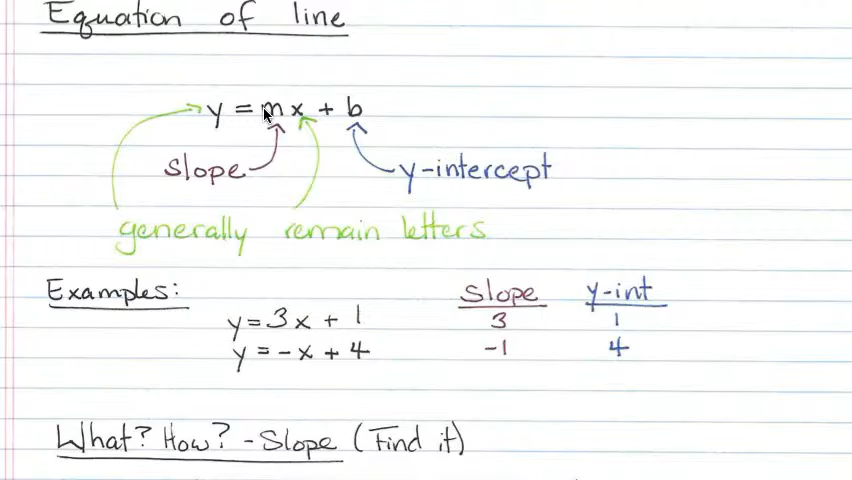 Equation of line
y = mx + b
slope y-intercept
generally remain letters
Examples: slope y-int
y=3x + 1 3 1
y = -x + 4 -1 4
What? How? - Slope (Find it)